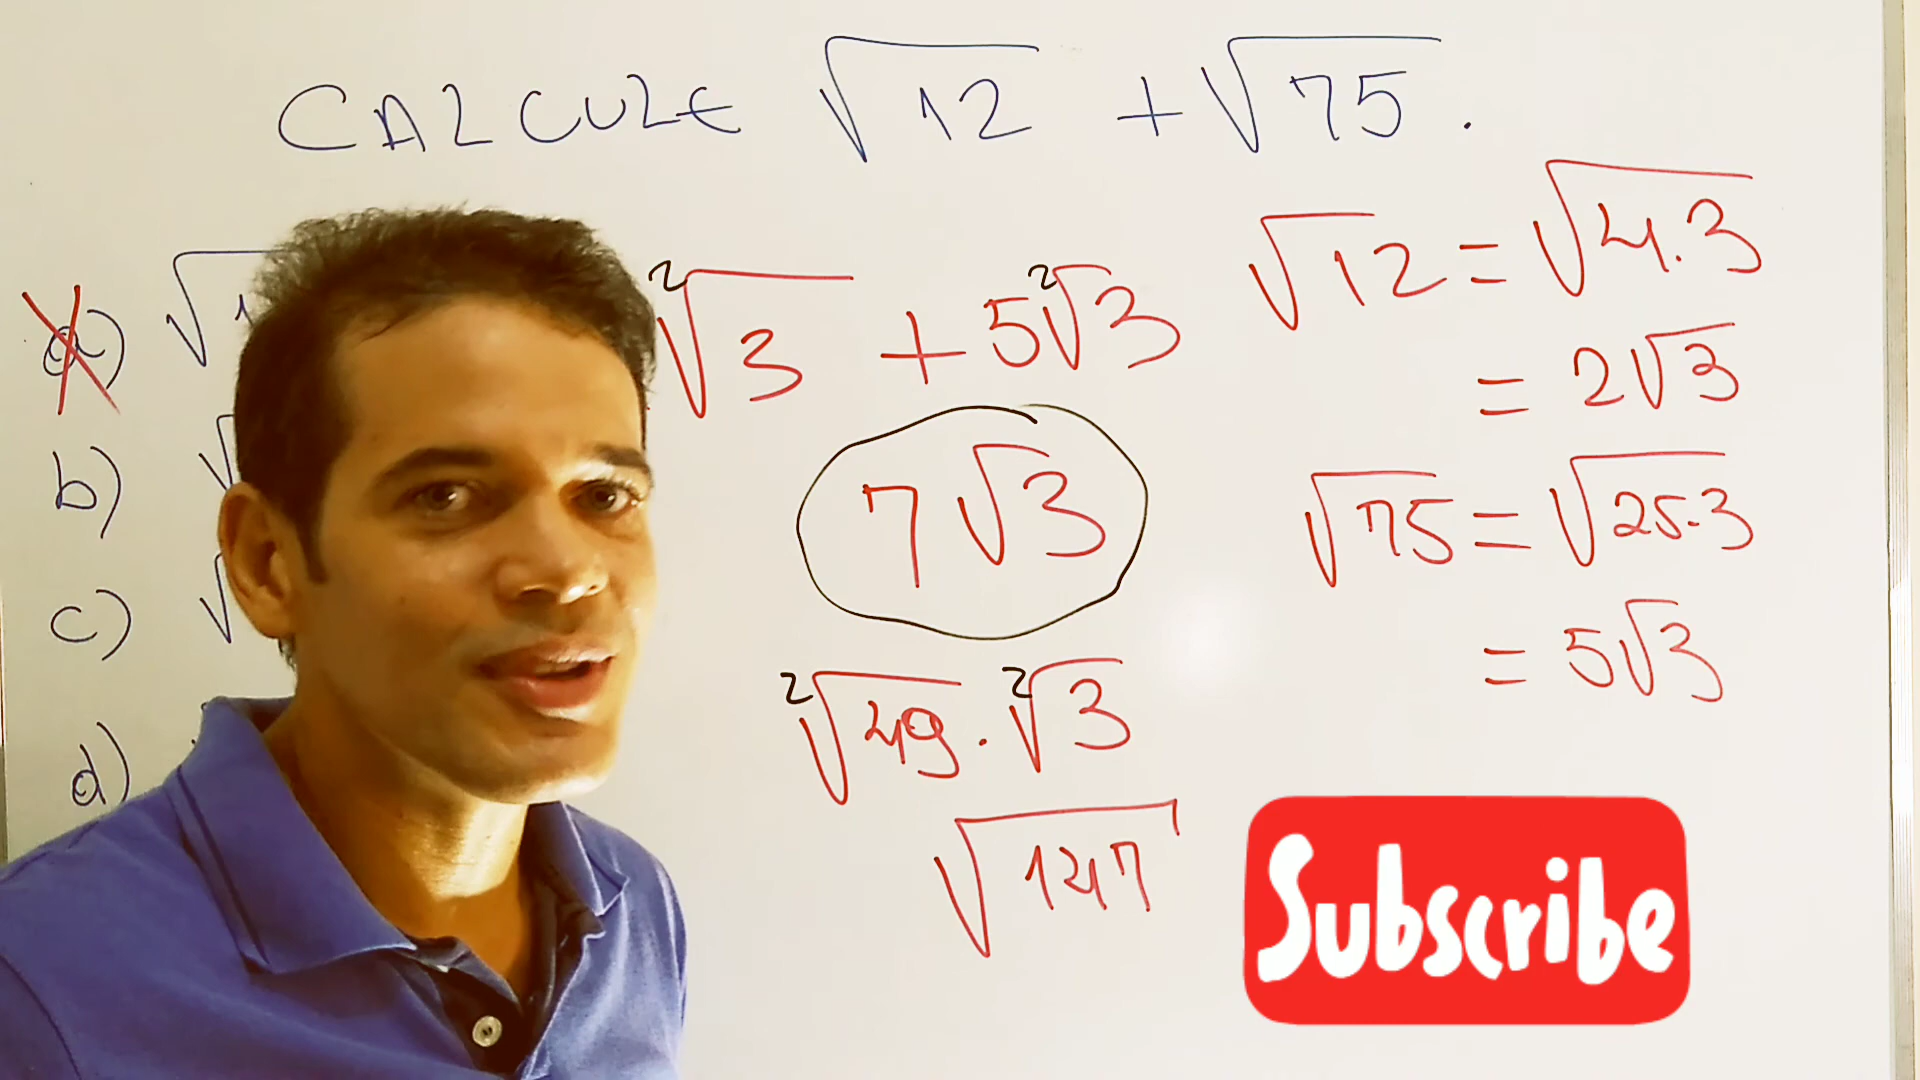 CALCULE √12 + √75.
a) √1
²√3 + 5²√3
b) √
7√3
c) √
d)
²√49 . ²√3
√147
√12 = √4.3
= 2√3
√75 = √25.3
= 5√3
Subscribe